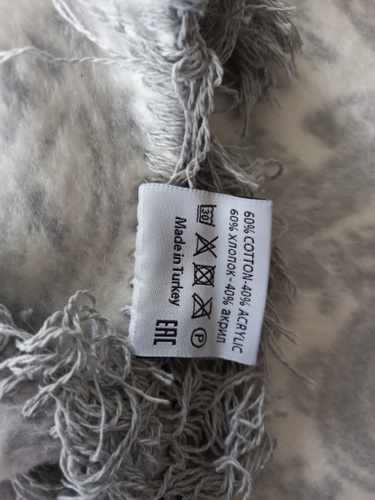 60% COTTON-40% ACRYLIC
60% хлопок - 40% акрил
30 P
Made in Turkey EAC